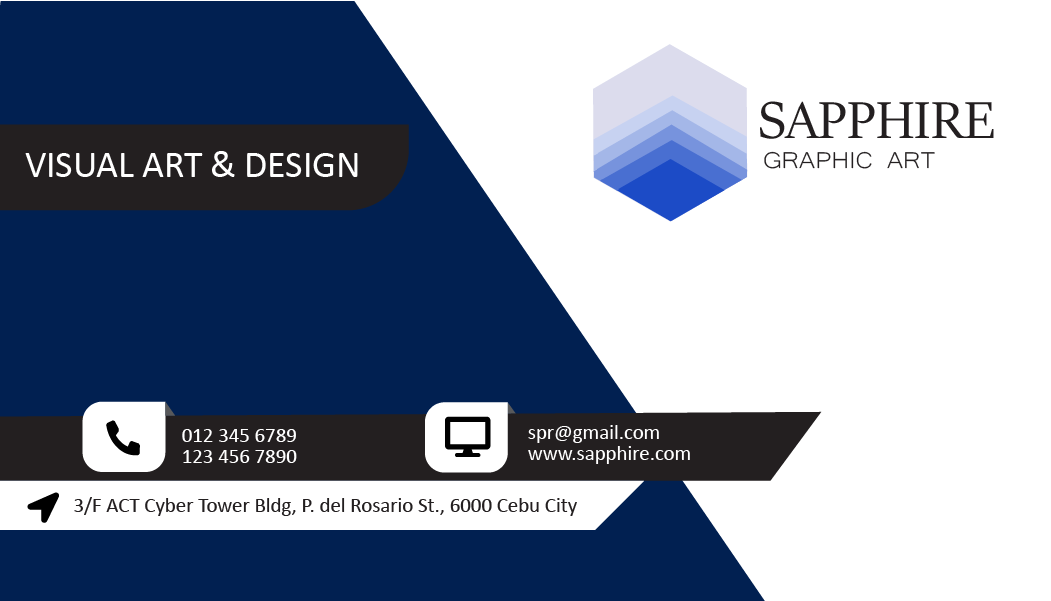 VISUAL ART & DESIGN
SAPPHIRE
GRAPHIC ART
012 345 6789
123 456 7890
spr@gmail.com
www.sapphire.com
3/F ACT Cyber Tower Bldg, P. del Rosario St., 6000 Cebu City